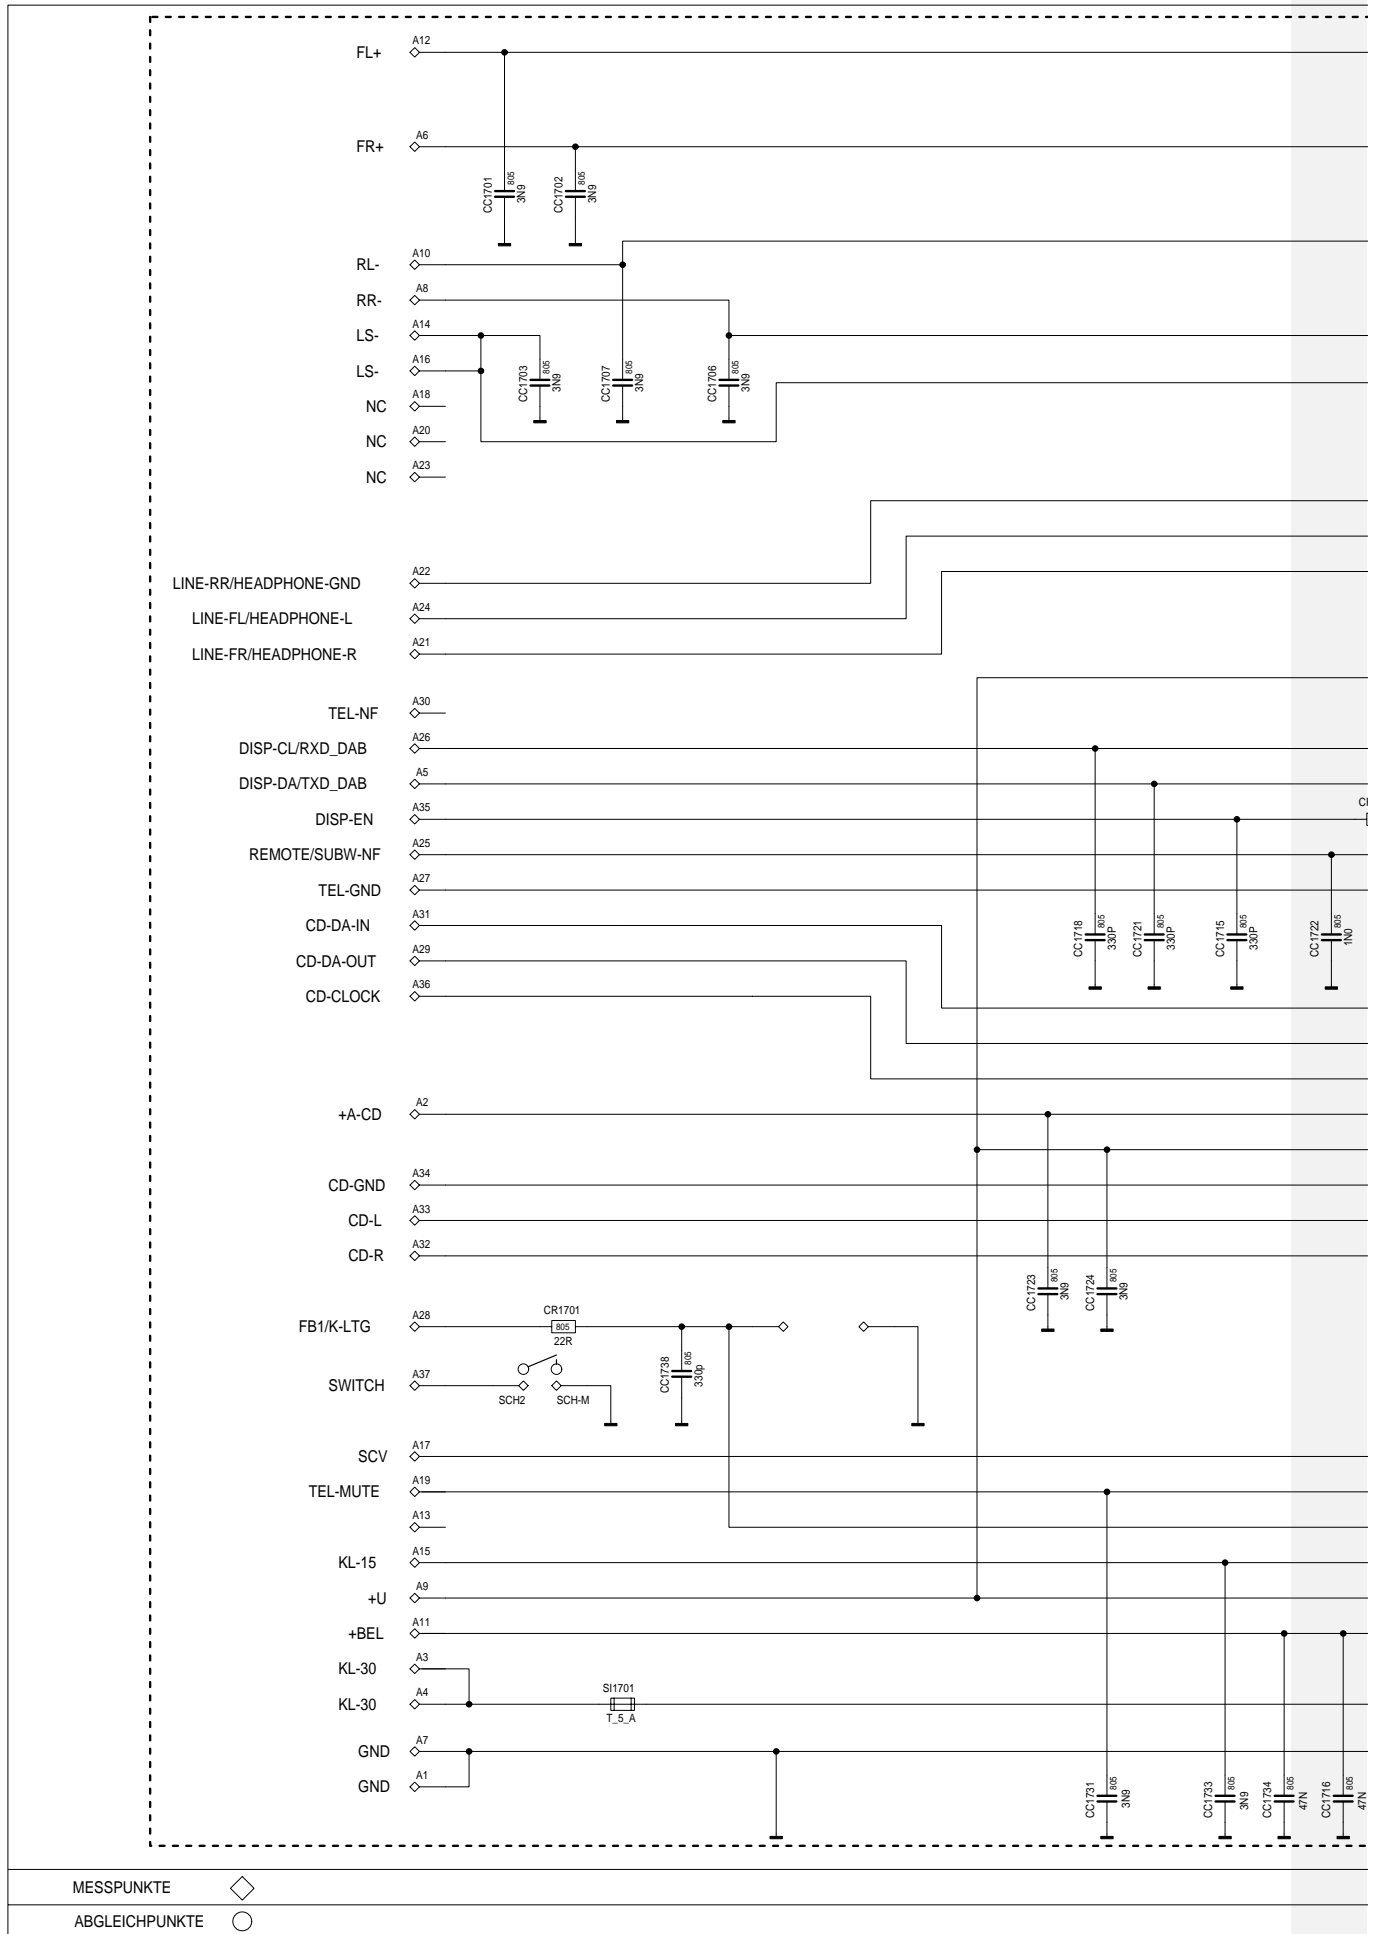 A12
FL+
A6
FR+
CC1701 805 3N9
CC1702 805 3N9
A10
RL-
A8
RR-
A14
LS-
A16
LS-
CC1703 805 3N9
CC1707 805 3N9
CC1706 805 3N9
A18
NC
A20
NC
A23
NC
A22
LINE-RR/HEADPHONE-GND
A24
LINE-FL/HEADPHONE-L
A21
LINE-FR/HEADPHONE-R
A30
TEL-NF
A26
DISP-CL/RXD_DAB
A5
DISP-DA/TXD_DAB
A35
DISP-EN
A25
REMOTE/SUBW-NF
A27
TEL-GND
A31
CD-DA-IN
A29
CD-DA-OUT
A36
CD-CLOCK
CC1718 805 330P
CC1721 805 330P
CC1715 805 330P
CC1722 805 1N0
A2
+A-CD
A34
CD-GND
A33
CD-L
A32
CD-R
CC1723 805 3N9
CC1724 805 3N9
A28
FB1/K-LTG
CR1701
805
22R
CC1738 805 330p
A37
SWITCH
SCH2
SCH-M
A17
SCV
A19
TEL-MUTE
A13
A15
KL-15
A9
+U
A11
+BEL
A3
KL-30
A4
KL-30
SI1701
T_5_A
A7
GND
A1
GND
CC1731 805 3N9
CC1733 805 3N9
CC1734 805 47N
CC1716 805 47N
MESSPUNKTE
ABGLEICHPUNKTE